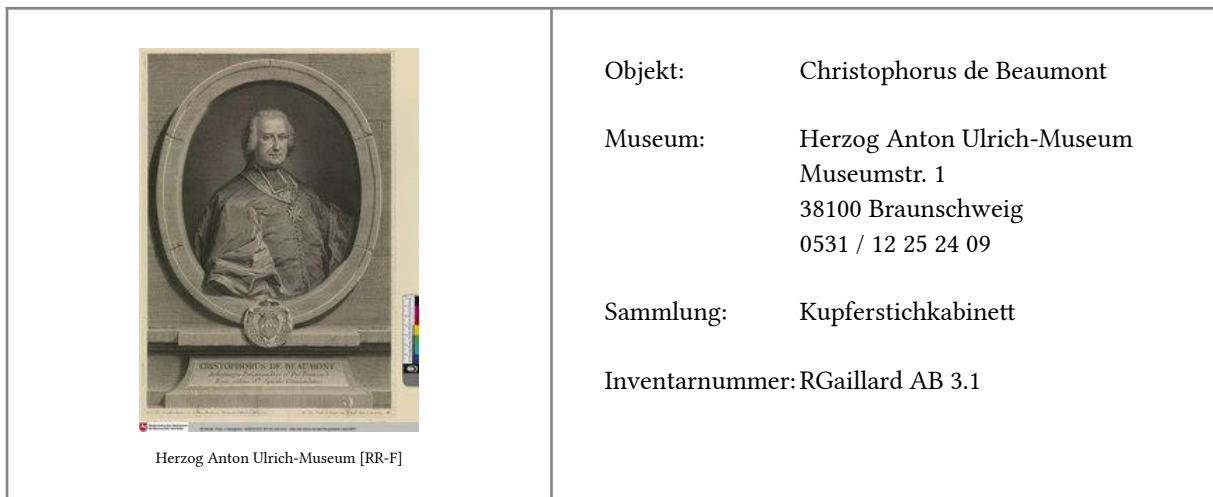 CRISTOPHORUS DE BEAUMONT
Herzog Anton Ulrich-Museum [RR-F]
Objekt: Christophorus de Beaumont
Museum: Herzog Anton Ulrich-Museum
Museumstr. 1
38100 Braunschweig
0531 / 12 25 24 09
Sammlung: Kupferstichkabinett
Inventarnummer: RGaillard AB 3.1